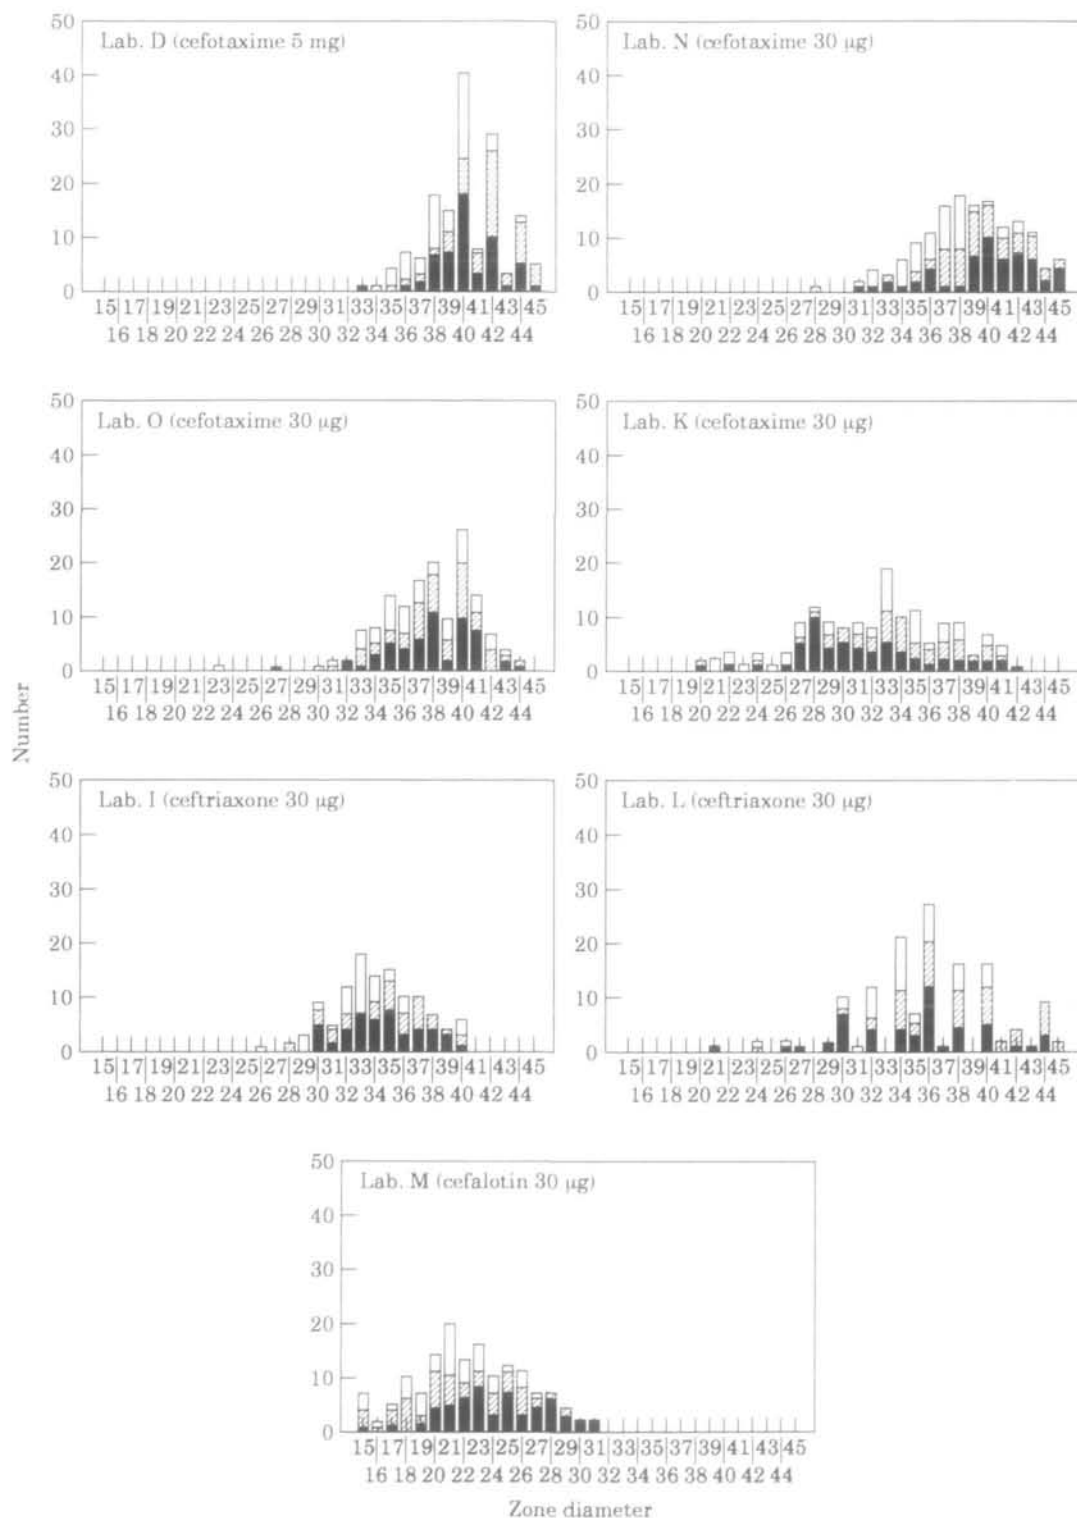 50
Lab. D (cefotaxime 5 mg)
40
30
20
10
0
15 17 19 21 23 25 27 29 31 33 35 37 39 41 43 45
16 18 20 22 24 26 28 30 32 34 36 38 40 42 44
50
Lab. N (cefotaxime 30 µg)
40
30
20
10
0
15 17 19 21 23 25 27 29 31 33 35 37 39 41 43 45
16 18 20 22 24 26 28 30 32 34 36 38 40 42 44
50
Lab. O (cefotaxime 30 µg)
40
30
20
10
0
15 17 19 21 23 25 27 29 31 33 35 37 39 41 43 45
16 18 20 22 24 26 28 30 32 34 36 38 40 42 44
50
Lab. K (cefotaxime 30 µg)
40
30
20
10
0
15 17 19 21 23 25 27 29 31 33 35 37 39 41 43 45
16 18 20 22 24 26 28 30 32 34 36 38 40 42 44
Number
50
Lab. I (ceftriaxone 30 µg)
40
30
20
10
0
15 17 19 21 23 25 27 29 31 33 35 37 39 41 43 45
16 18 20 22 24 26 28 30 32 34 36 38 40 42 44
50
Lab. L (ceftriaxone 30 µg)
40
30
20
10
0
15 17 19 21 23 25 27 29 31 33 35 37 39 41 43 45
16 18 20 22 24 26 28 30 32 34 36 38 40 42 44
50
Lab. M (cefalotin 30 µg)
40
30
20
10
0
15 17 19 21 23 25 27 29 31 33 35 37 39 41 43 45
16 18 20 22 24 26 28 30 32 34 36 38 40 42 44
Zone diameter